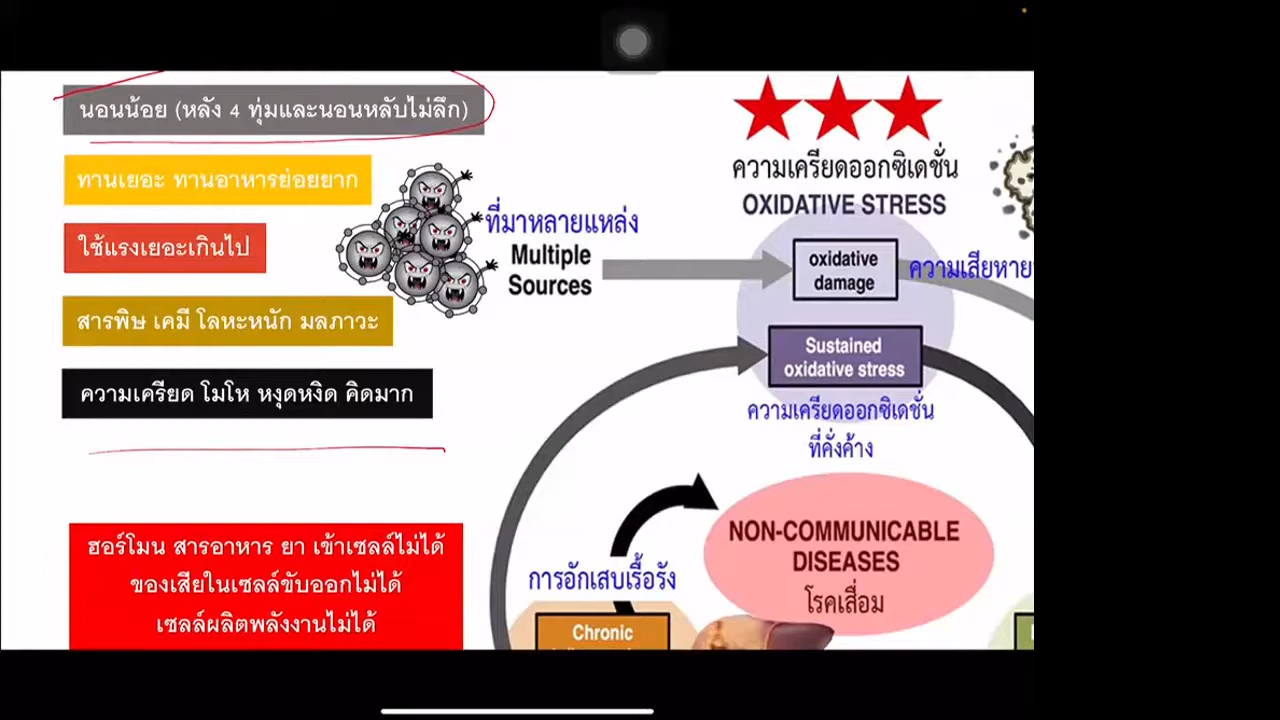 นอนน้อย (หลัง 4 ทุ่มและนอนหลับไม่ลึก)
ทานเยอะ ทานอาหารย่อยยาก
ใช้แรงเยอะเกินไป
สารพิษ เคมี โลหะหนัก มลภาวะ
ความเครียด โมโห หงุดหงิด คิดมาก
ฮอร์โมน สารอาหาร ยา เข้าเซลล์ไม่ได้
ของเสียในเซลล์ขับออกไม่ได้
เซลล์ผลิตพลังงานไม่ได้
ที่มาหลายแหล่ง
Multiple
Sources
ความเครียดออกซิเดชั่น
OXIDATIVE STRESS
oxidative
damage
ความเสียหาย
Sustained
oxidative stress
ความเครียดออกซิเดชั่น
ที่คั่งค้าง
NON-COMMUNICABLE
DISEASES
โรคเสื่อม
การอักเสบเรื้อรัง
Chronic